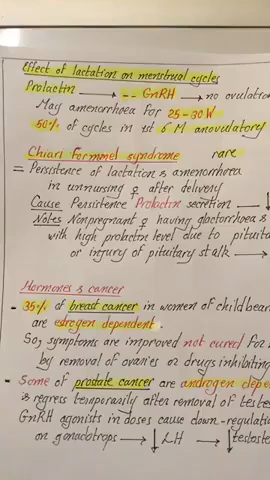 Effect of lactation on menstrual cycles
Prolactin ⟶ -- GnRH ⟶ no ovulation
May amenorrhoea for 25-30 W
50% of cycles in 1st 6 M anovulatory
Chiari Formmel syndrome rare
= Persistence of lactation & amenorrhoea
in unnursing ♀ after delivery
Cause Persistence Prolactin secretion ⟶ ↓
Notes Nonpregnant ♀ having glactorrhoea &
with high prolactin level due to pituita
or injury of pituitary stalk ⟶
Hormones & cancer
- 35% of breast cancer in women of childbear
are estrogen dependent.
So, symptoms are improved not cured for
by removal of ovaries or drugs inhibiting
- Some of prostate cancer are androgen depe
& regress temporarily after removal of teste
GnRH agonists in doses cause down-regulatio
on gonadotrops ⟶ ↓ LH ⟶ ↓ testoste